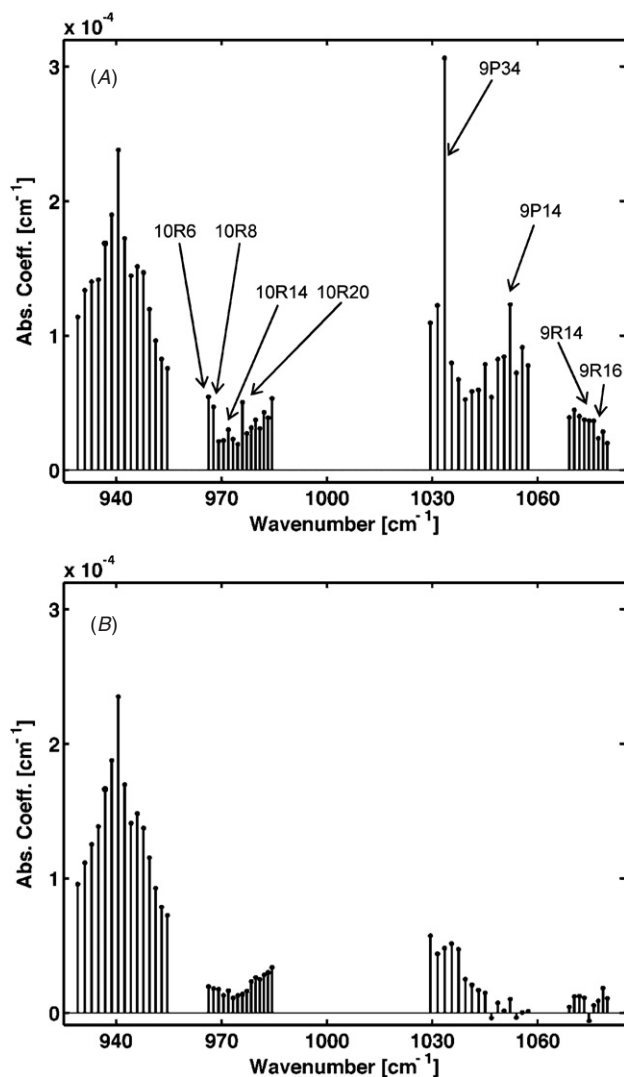 x 10⁻⁴
3
(A)
9P34
2
10R6
10R8
9P14
10R14
10R20
9R14
1
9R16
0
Abs. Coeff. [cm⁻¹]
940
970
1000
1030
1060
Wavenumber [cm⁻¹]
x 10⁻⁴
3
(B)
2
1
0
Abs. Coeff. [cm⁻¹]
940
970
1000
1030
1060
Wavenumber [cm⁻¹]